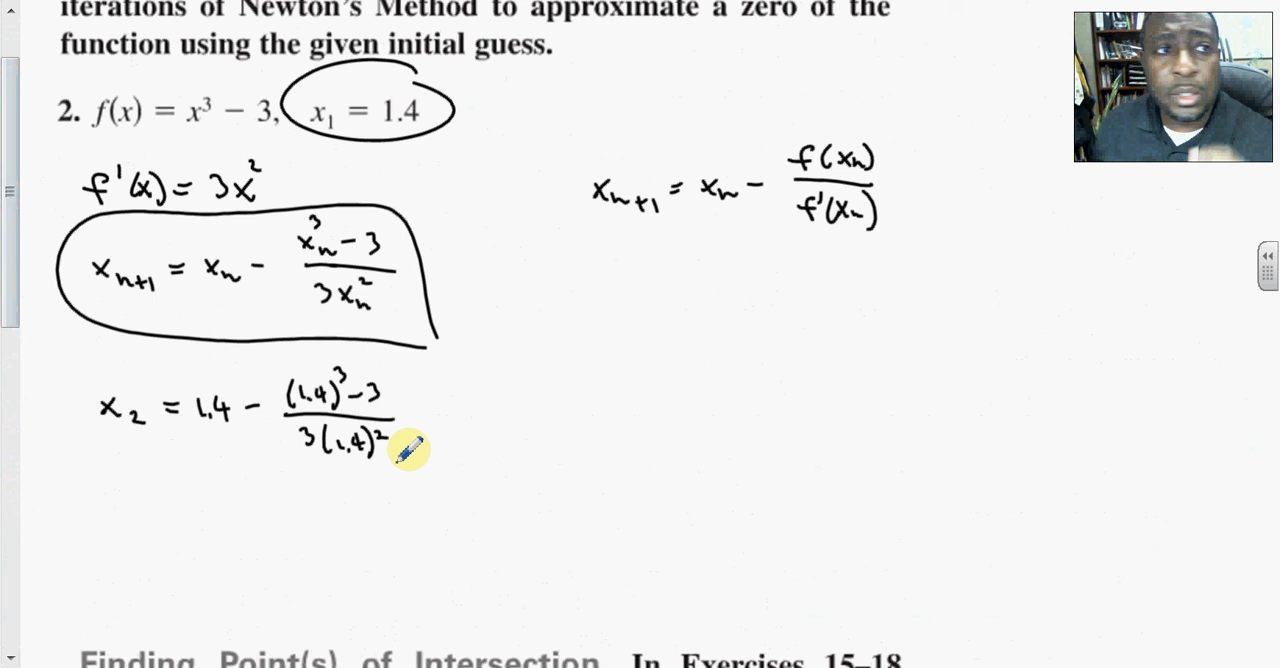 iterations of Newton's Method to approximate a zero of the
function using the given initial guess.
2. f(x) = x³ − 3, x₁ = 1.4
f'(x) = 3x²
xₙ₊₁ = xₙ − f(xₙ) / f'(xₙ)
xₙ₊₁ = xₙ − (xₙ³ − 3) / 3xₙ²
x₂ = 1.4 − ((1.4)³ − 3) / 3(1.4)²
Finding Point(s) of Intersection In Exercises 15–18